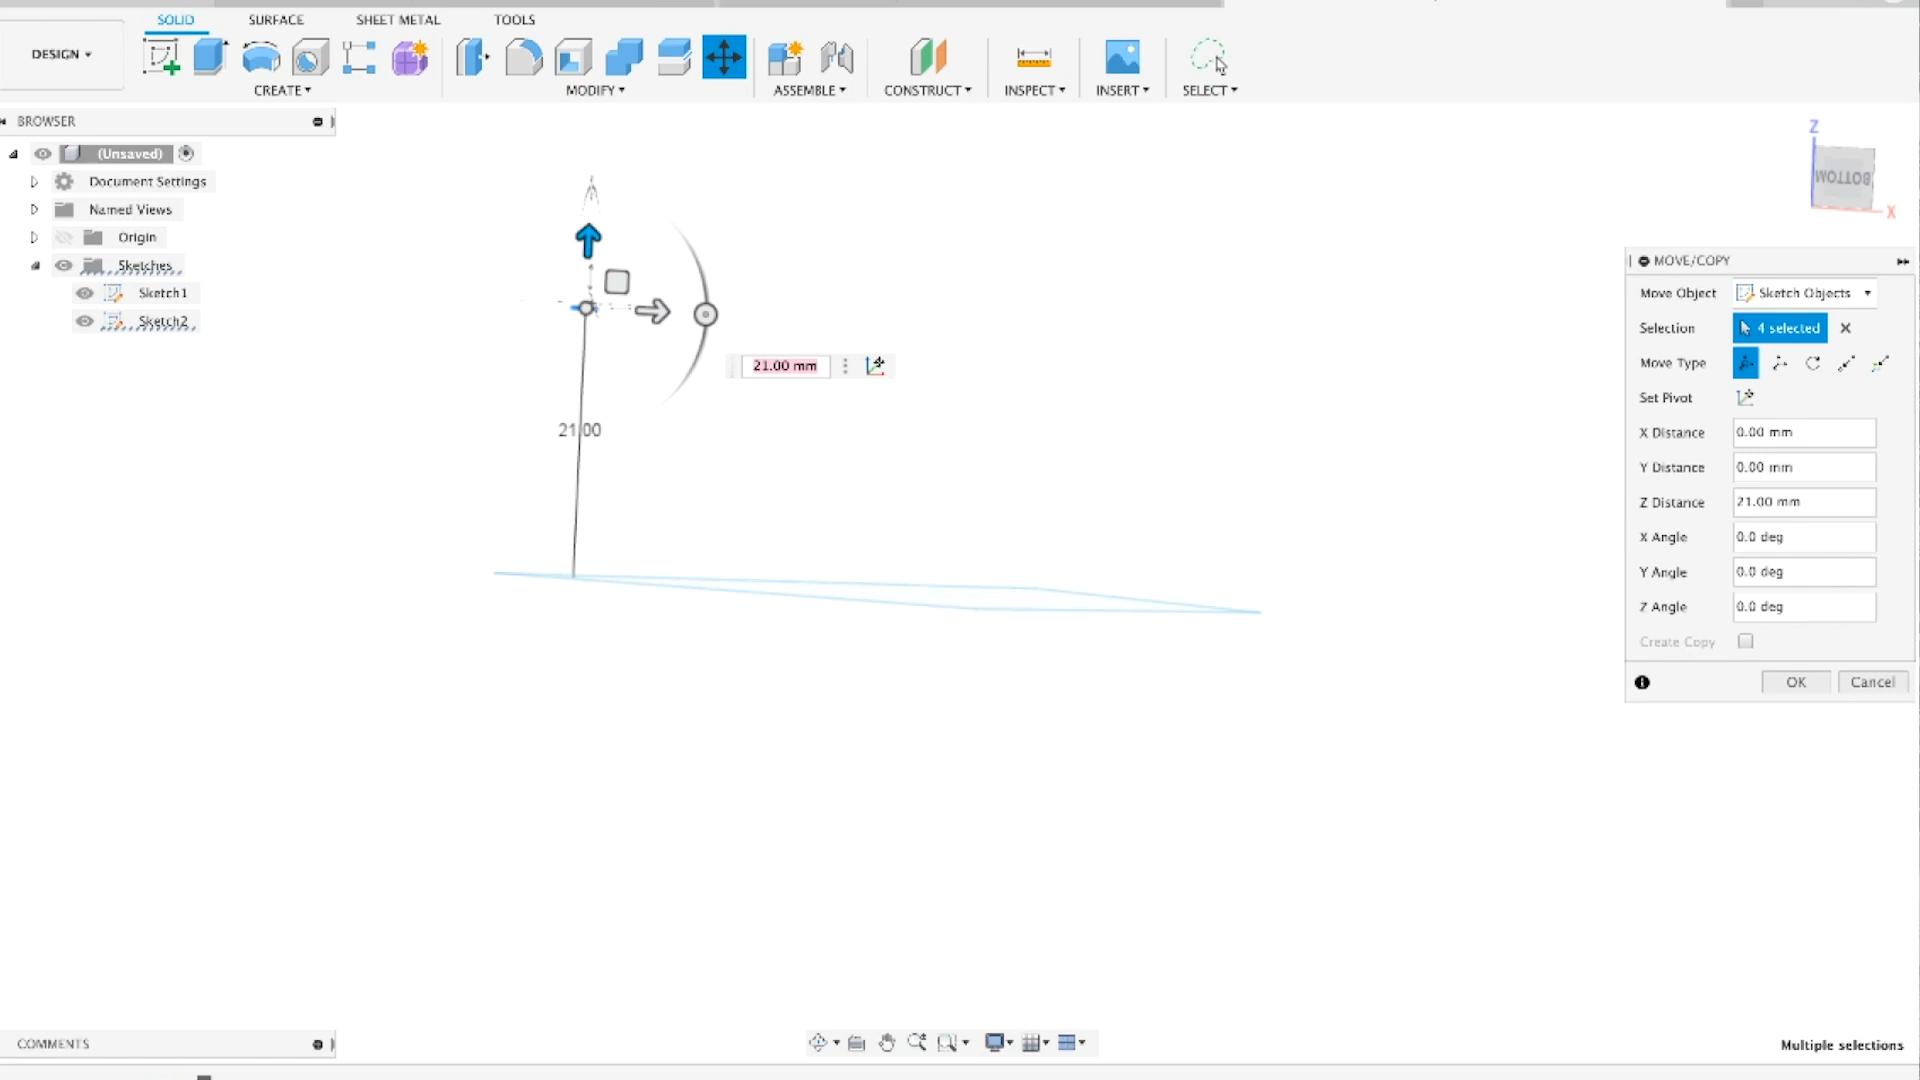 SOLID SURFACE SHEET METAL TOOLS
DESIGN
CREATE MODIFY ASSEMBLE CONSTRUCT INSPECT INSERT SELECT
BROWSER
(Unsaved)
Document Settings
Named Views
Origin
Sketches
Sketch1
Sketch2
Z
BOTTOM
X
21.00 mm
21.00
MOVE/COPY
Move Object Sketch Objects
Selection 4 selected
Move Type
Set Pivot
X Distance 0.00 mm
Y Distance 0.00 mm
Z Distance 21.00 mm
X Angle 0.0 deg
Y Angle 0.0 deg
Z Angle 0.0 deg
Create Copy
OK Cancel
COMMENTS
Multiple selections